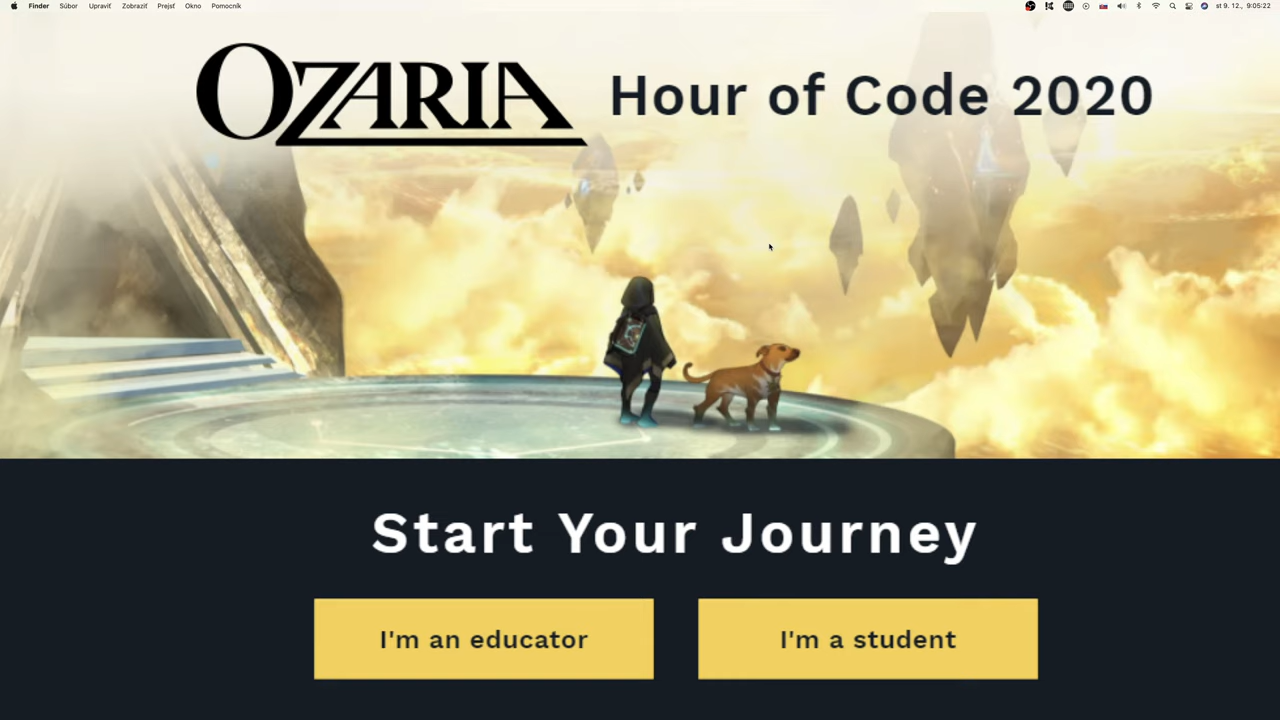 Finder Súbor Upraviť Zobraziť Prejsť Okno Pomocník st 9. 12., 9:05:22
OZARIA Hour of Code 2020
Start Your Journey
I'm an educator I'm a student